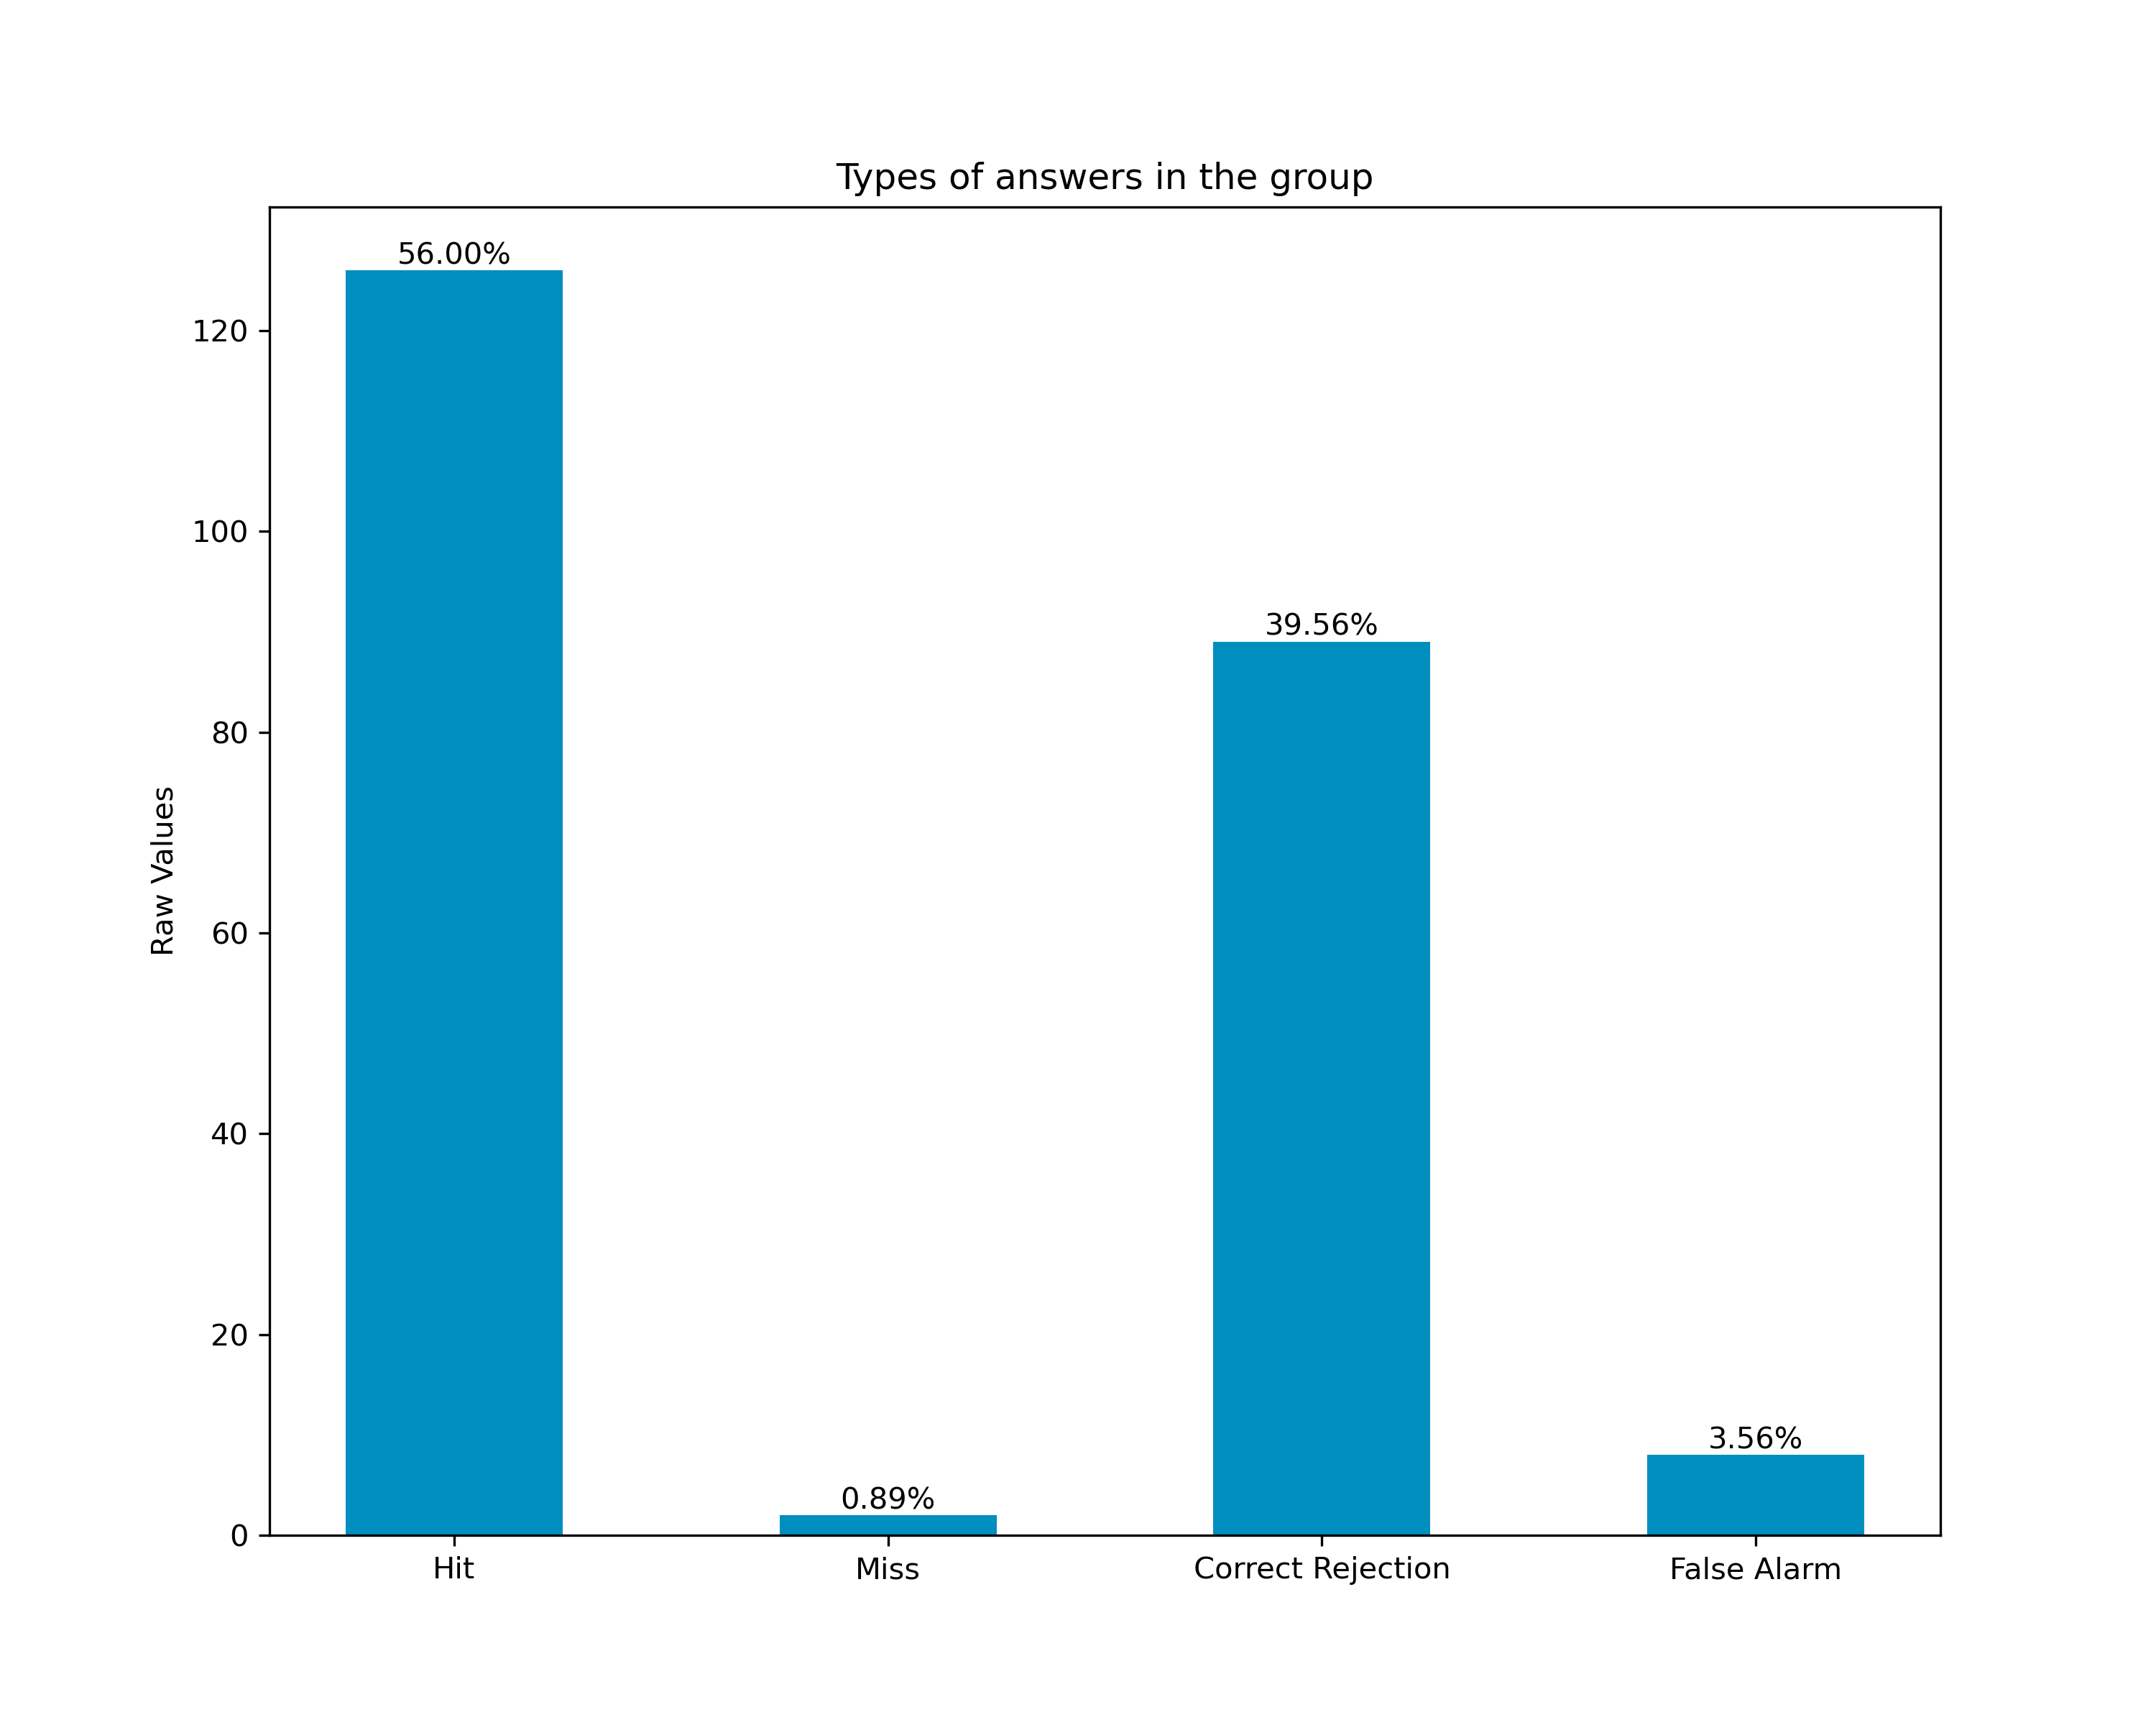 Types of answers in the group
56.00%
120
100
39.56%
80
Raw Values
60
40
20
3.56%
0.89%
0
Hit
Miss
Correct Rejection
False Alarm